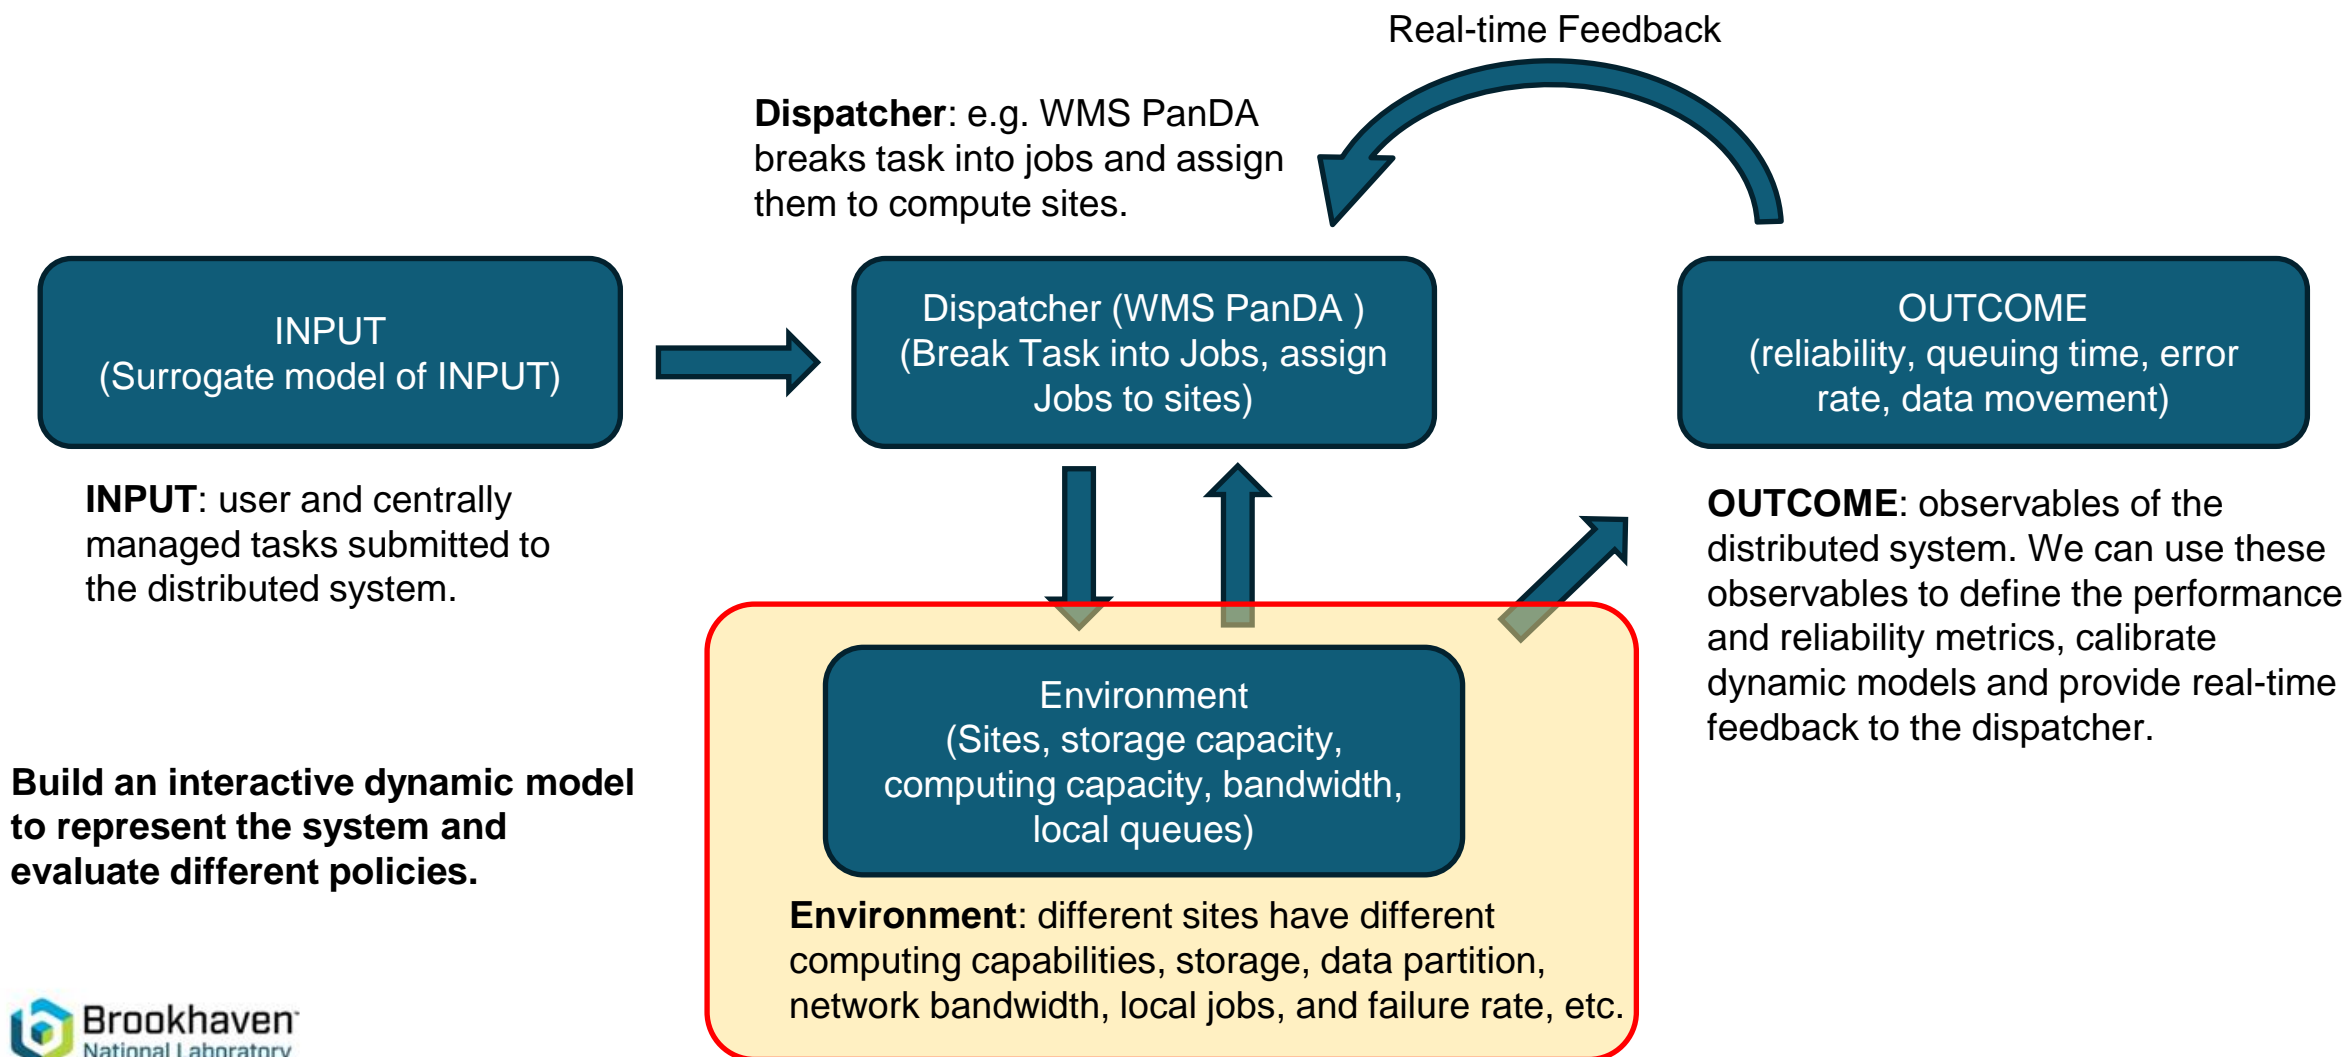 Real-time Feedback
Dispatcher: e.g. WMS PanDA
breaks task into jobs and assign
them to compute sites.
INPUT
(Surrogate model of INPUT)
Dispatcher (WMS PanDA )
(Break Task into Jobs, assign
Jobs to sites)
OUTCOME
(reliability, queuing time, error
rate, data movement)
INPUT: user and centrally
managed tasks submitted to
the distributed system.
OUTCOME: observables of the
distributed system. We can use these
observables to define the performance
and reliability metrics, calibrate
dynamic models and provide real-time
feedback to the dispatcher.
Environment
(Sites, storage capacity,
computing capacity, bandwidth,
local queues)
Build an interactive dynamic model
to represent the system and
evaluate different policies.
Environment: different sites have different
computing capabilities, storage, data partition,
network bandwidth, local jobs, and failure rate, etc.
Brookhaven
National Laboratory